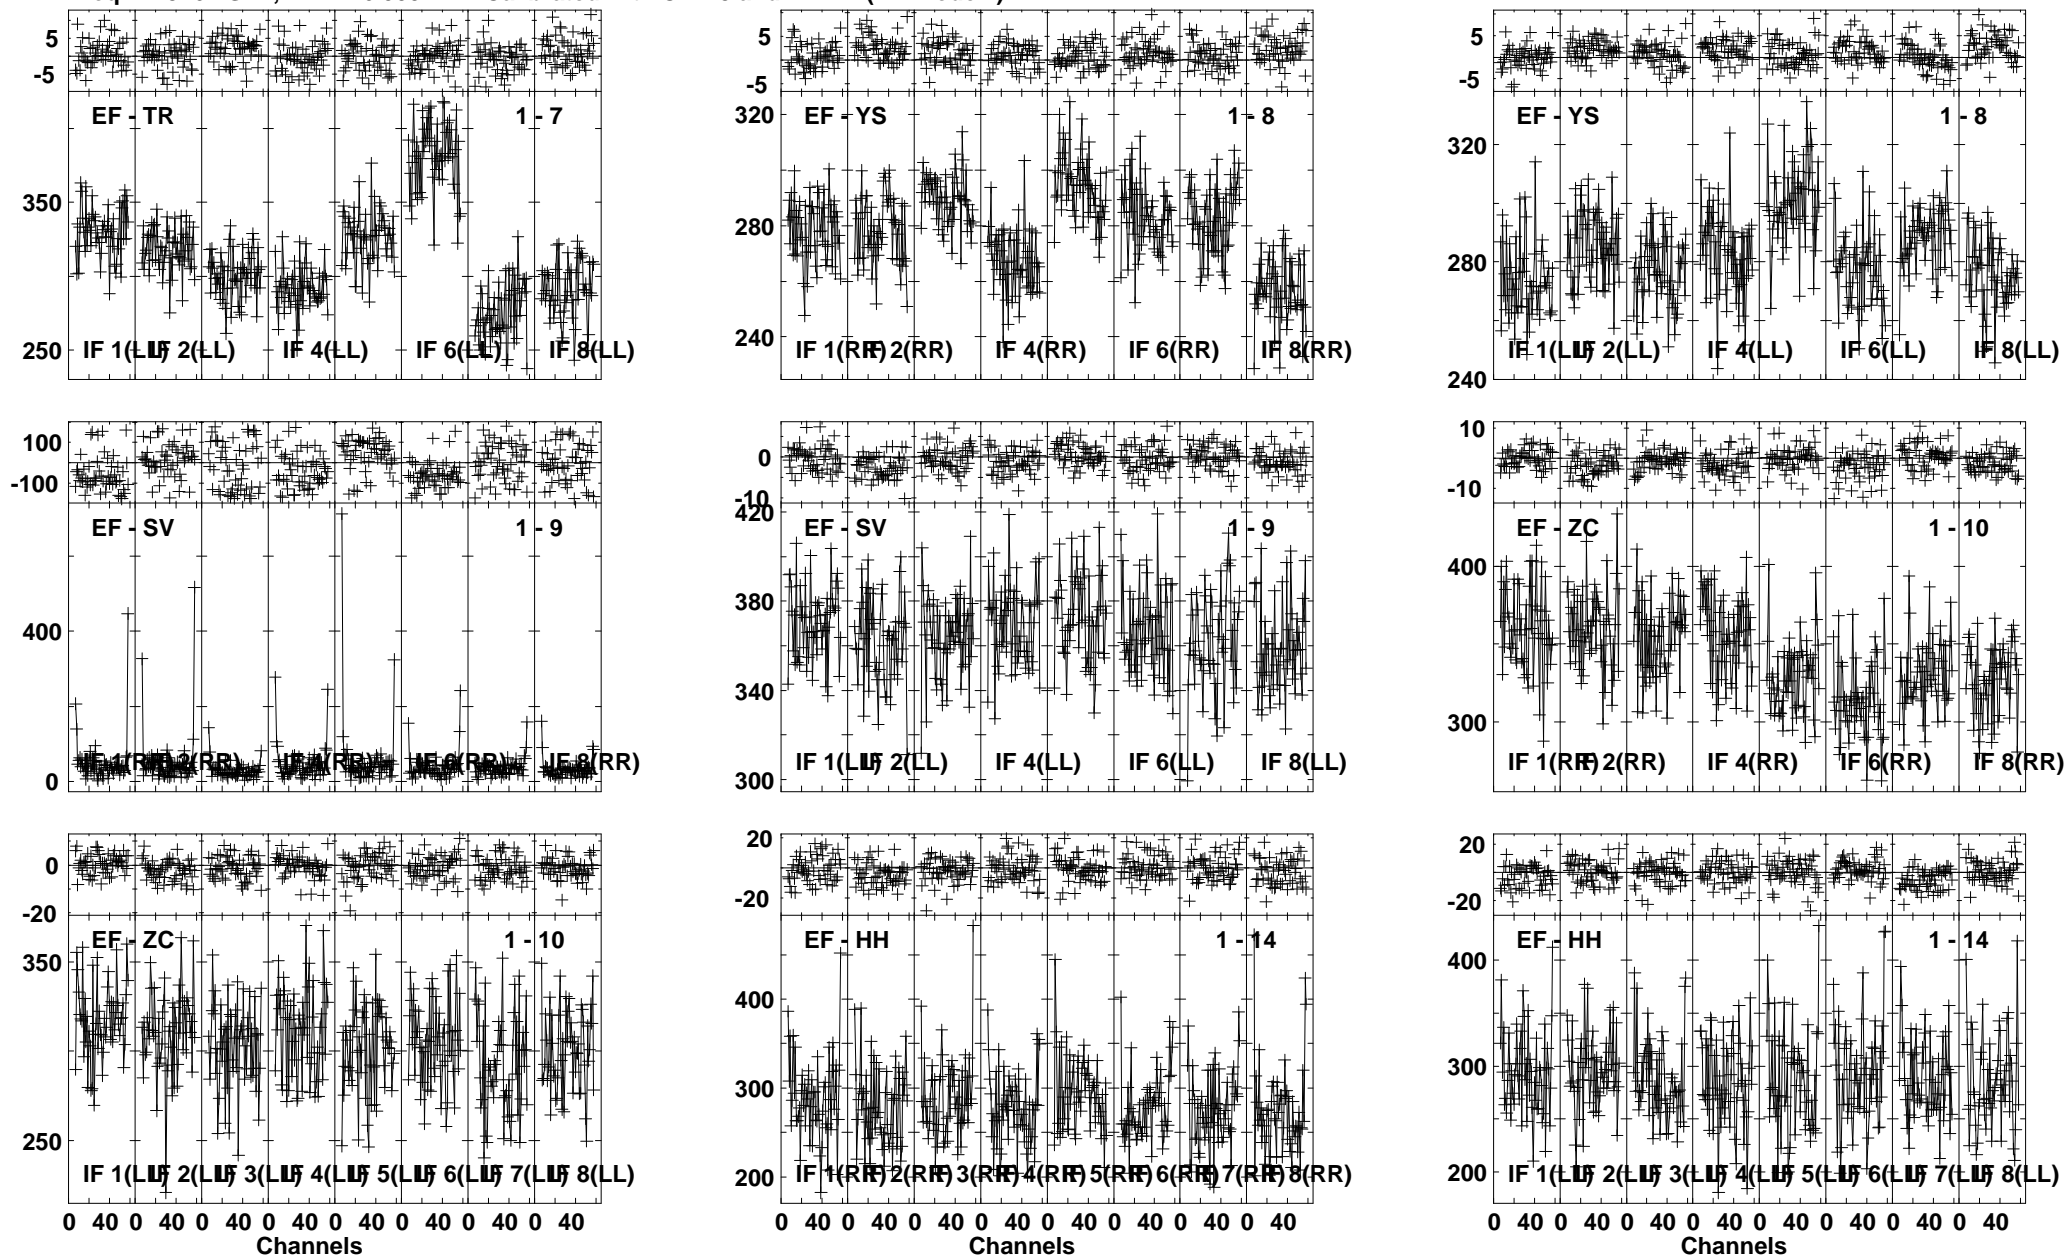 5 5 5
-5 -5 -5
EF - TR 1 - 7
320 EF - YS 1 - 8
EF - YS 1 - 8
350 280 320
280
250 240 240
IF 1(LL) IF 2(LL) IF 4(LL) IF 6(LL) IF 8(LL)
IF 1(RR) IF 2(RR) IF 4(RR) IF 6(RR) IF 8(RR)
IF 1(LL) IF 2(LL) IF 4(LL) IF 6(LL) IF 8(LL)
100 0 10
-100 -10 -10
EF - SV 1 - 9
420 EF - SV 1 - 9
EF - ZC 1 - 10
400 380 400
340 300
0 300
IF 1(RR) IF 2(RR) IF 4(RR) IF 6(RR) IF 8(RR)
IF 1(LL) IF 2(LL) IF 4(LL) IF 6(LL) IF 8(LL)
IF 1(RR) IF 2(RR) IF 4(RR) IF 6(RR) IF 8(RR)
0 20 20
-20 -20 -20
EF - ZC 1 - 10
EF - HH 1 - 14
EF - HH 1 - 14
350 400 400
300 300
250 200 200
IF 1(LL) IF 2(LL) IF 3(LL) IF 4(LL) IF 5(LL) IF 6(LL) IF 7(LL) IF 8(LL)
IF 1(RR) IF 2(RR) IF 3(RR) IF 4(RR) IF 5(RR) IF 6(RR) IF 7(RR) IF 8(RR)
IF 1(LL) IF 2(LL) IF 3(LL) IF 4(LL) IF 5(LL) IF 6(LL) IF 7(LL) IF 8(LL)
0 40 0 40 0 40 0 40 0 40 0 40 0 40 0 40
0 40 0 40 0 40 0 40 0 40 0 40 0 40 0 40
0 40 0 40 0 40 0 40 0 40 0 40 0 40 0 40
Channels Channels Channels